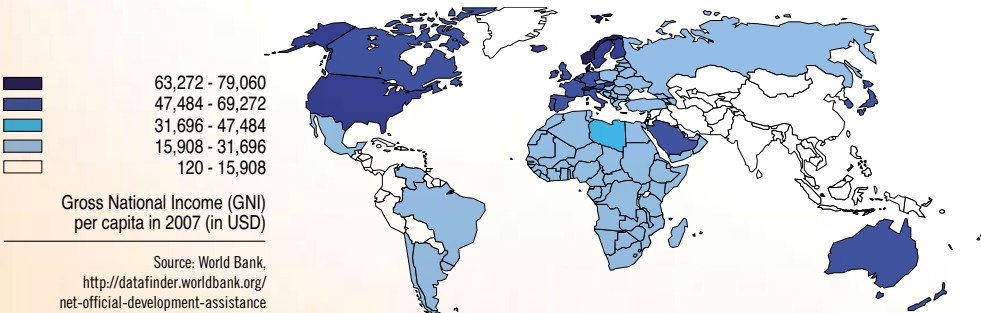 63,272 - 79,060
47,484 - 69,272
31,696 - 47,484
15,908 - 31,696
120 - 15,908
Gross National Income (GNI)
per capita in 2007 (in USD)
Source: World Bank,
http://datafinder.worldbank.org/
net-official-development-assistance